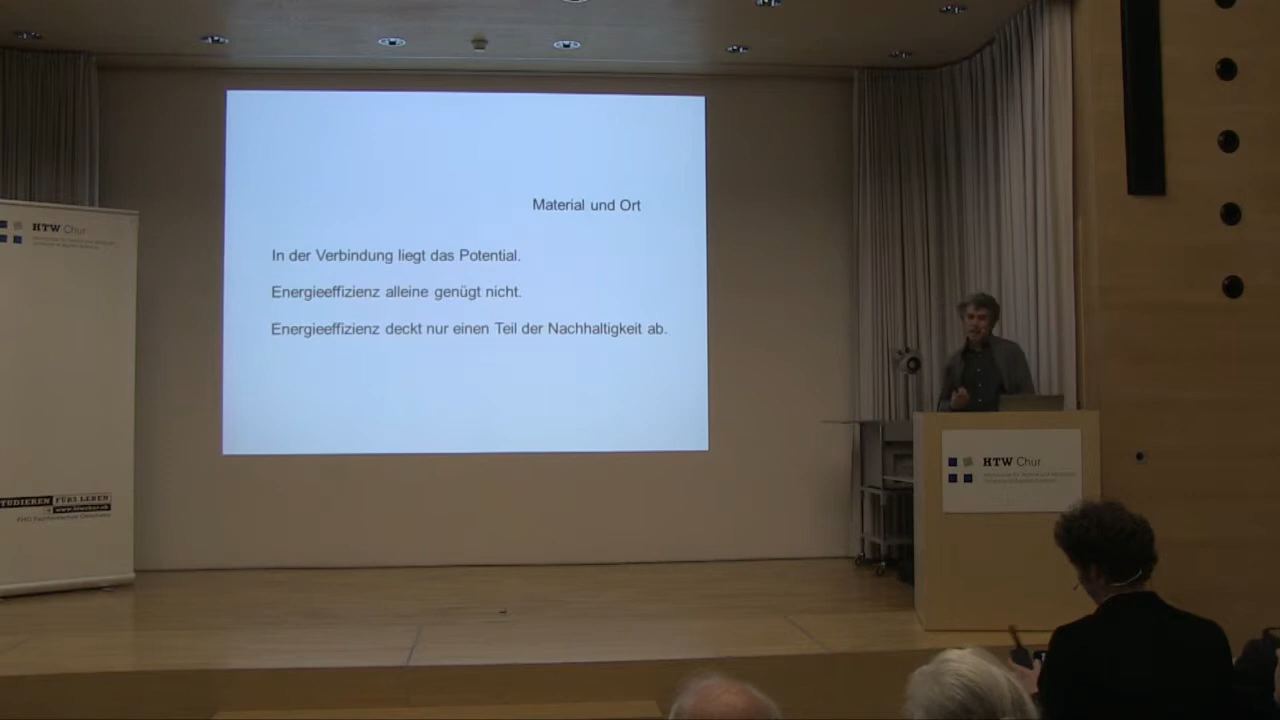 HTW Chur
Material und Ort
In der Verbindung liegt das Potential.
Energieeffizienz alleine genügt nicht.
Energieeffizienz deckt nur einen Teil der Nachhaltigkeit ab.
HTW Chur
STUDIEREN FÜRS LEBEN